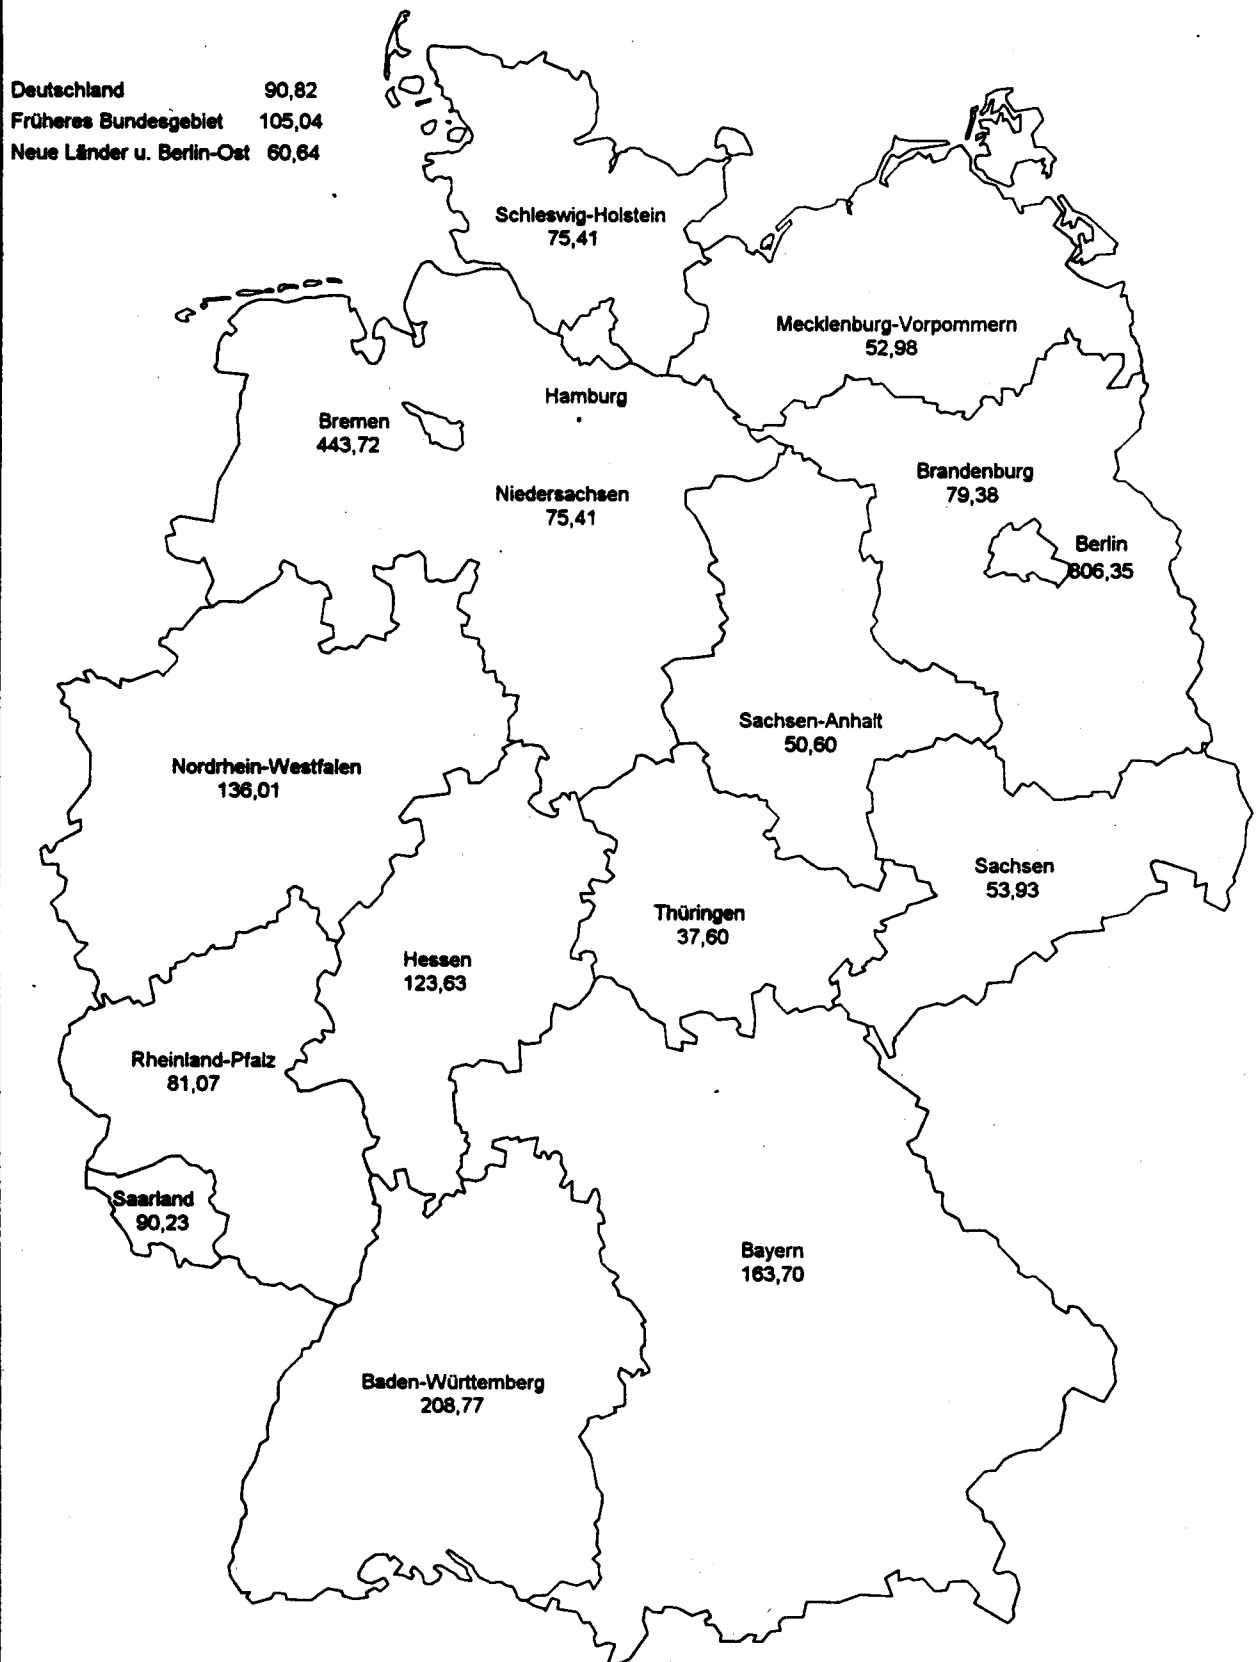 Deutschland 90,82
Früheres Bundesgebiet 105,04
Neue Länder u. Berlin-Ost 60,64
Schleswig-Holstein
75,41
Mecklenburg-Vorpommern
52,98
Hamburg
Bremen
443,72
Brandenburg
79,38
Niedersachsen
75,41
Berlin
806,35
Sachsen-Anhalt
50,60
Nordrhein-Westfalen
136,01
Sachsen
53,93
Thüringen
37,60
Hessen
123,63
Rheinland-Pfalz
81,07
Saarland
90,23
Bayern
163,70
Baden-Württemberg
208,77